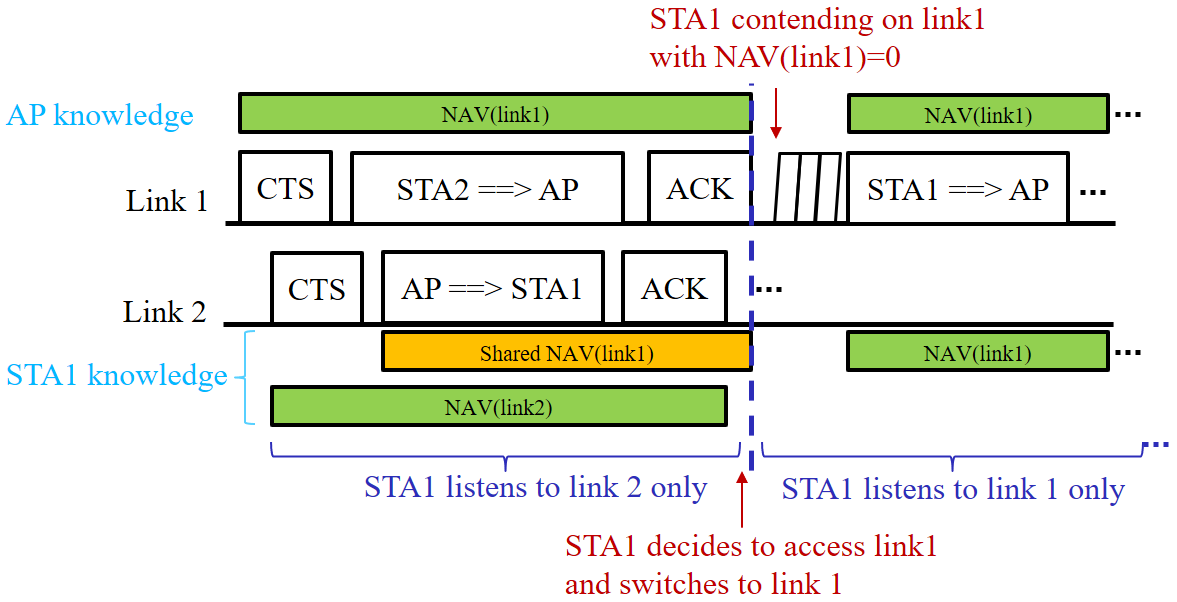 STA1 contending on link1
with NAV(link1)=0
AP knowledge
NAV(link1)
NAV(link1)
...
Link 1
CTS
STA2 ==> AP
ACK
STA1 ==> AP
...
Link 2
CTS
AP ==> STA1
ACK
...
STA1 knowledge
Shared NAV(link1)
NAV(link1)
...
NAV(link2)
...
STA1 listens to link 2 only
STA1 listens to link 1 only
STA1 decides to access link1
and switches to link 1